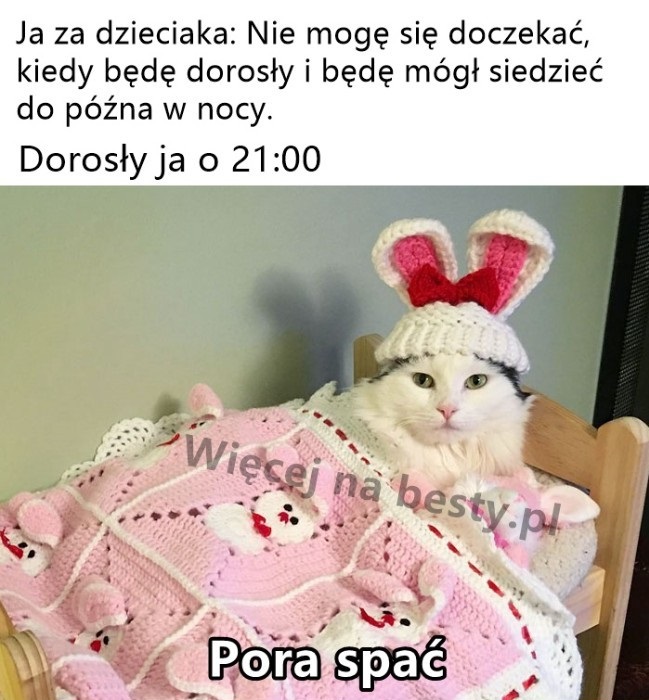 Ja za dzieciaka: Nie mogę się doczekać,
kiedy będę dorosły i będę mógł siedzieć
do późna w nocy.
Dorosły ja o 21:00
Więcej na besty.pl
Pora spać